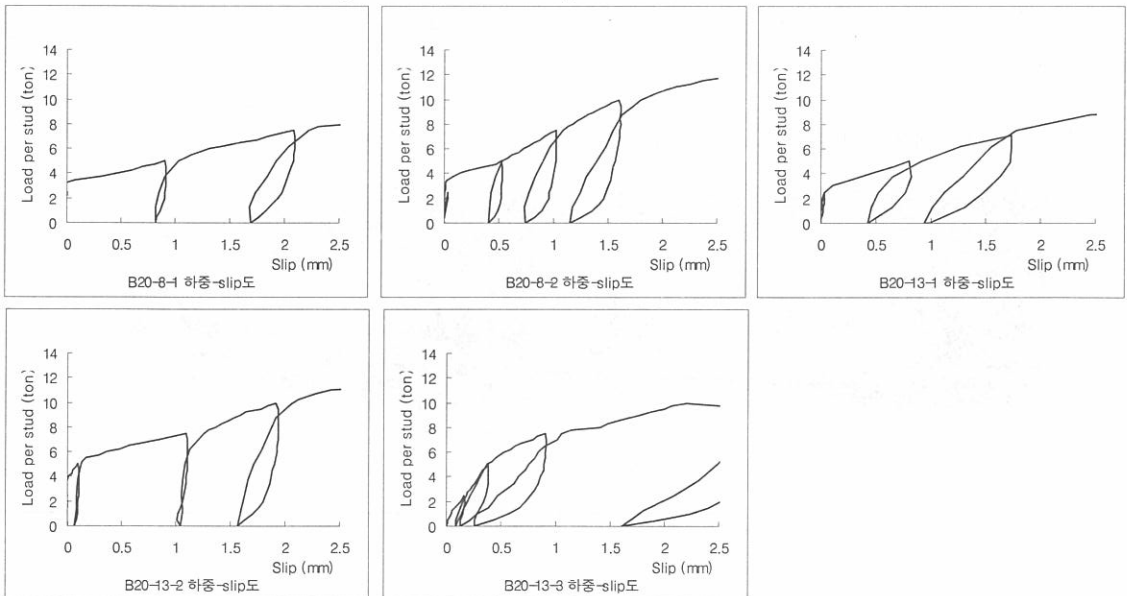 Load per stud (ton)
14
12
10
8
6
4
2
0
0 0.5 1 1.5 2 2.5
Slip (mm)
B20-6-1 하중-slip도
Load per stud (ton)
14
12
10
8
6
4
2
0
0 0.5 1 1.5 2 2.5
Slip (mm)
B20-6-2 하중-slip도
Load per stud (ton)
14
12
10
8
6
4
2
0
0 0.5 1 1.5 2 2.5
Slip (mm)
B20-13-1 하중-slip도
Load per stud (ton)
14
12
10
8
6
4
2
0
0 0.5 1 1.5 2 2.5
Slip (mm)
B20-13-2 하중-slip도
Load per stud (ton)
14
12
10
8
6
4
2
0
0 0.5 1 1.5 2 2.5
Slip (mm)
B20-13-3 하중-slip도